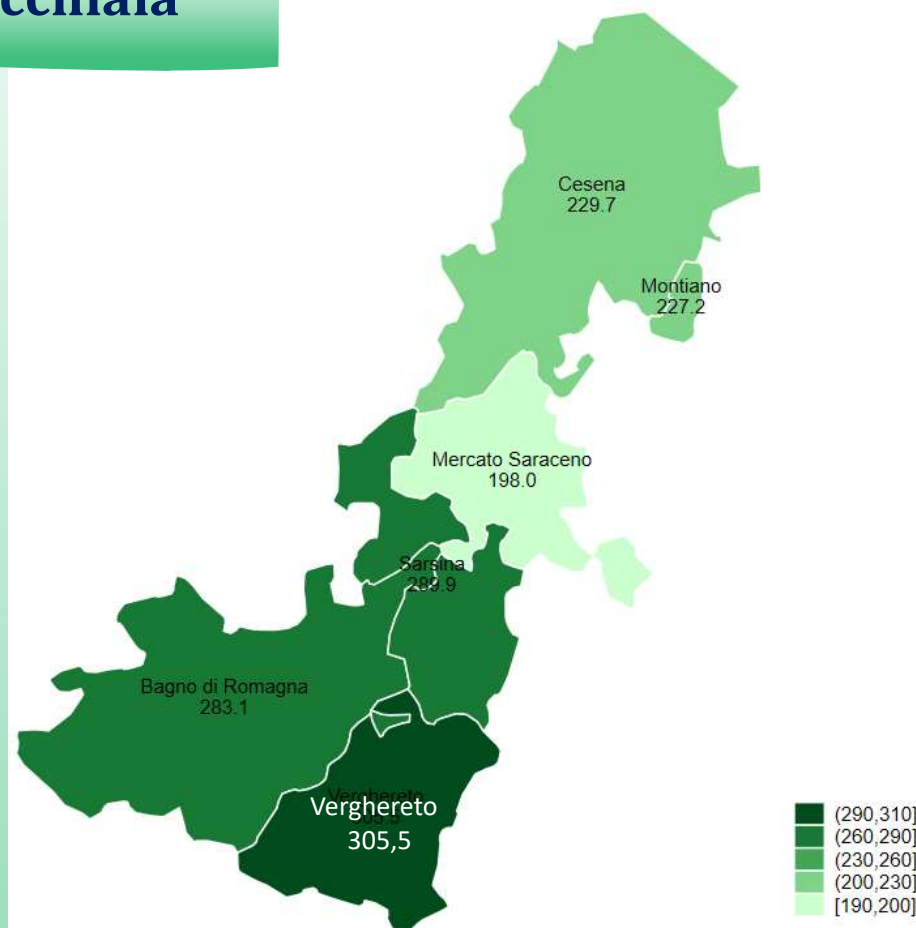 Cesena
229.7
Montiano
227.2
Mercato Saraceno
198.0
Sarsina
289.9
Bagno di Romagna
283.1
Verghereto
305,5
(290,310]
(260,290]
(230,260]
(200,230]
[190,200]